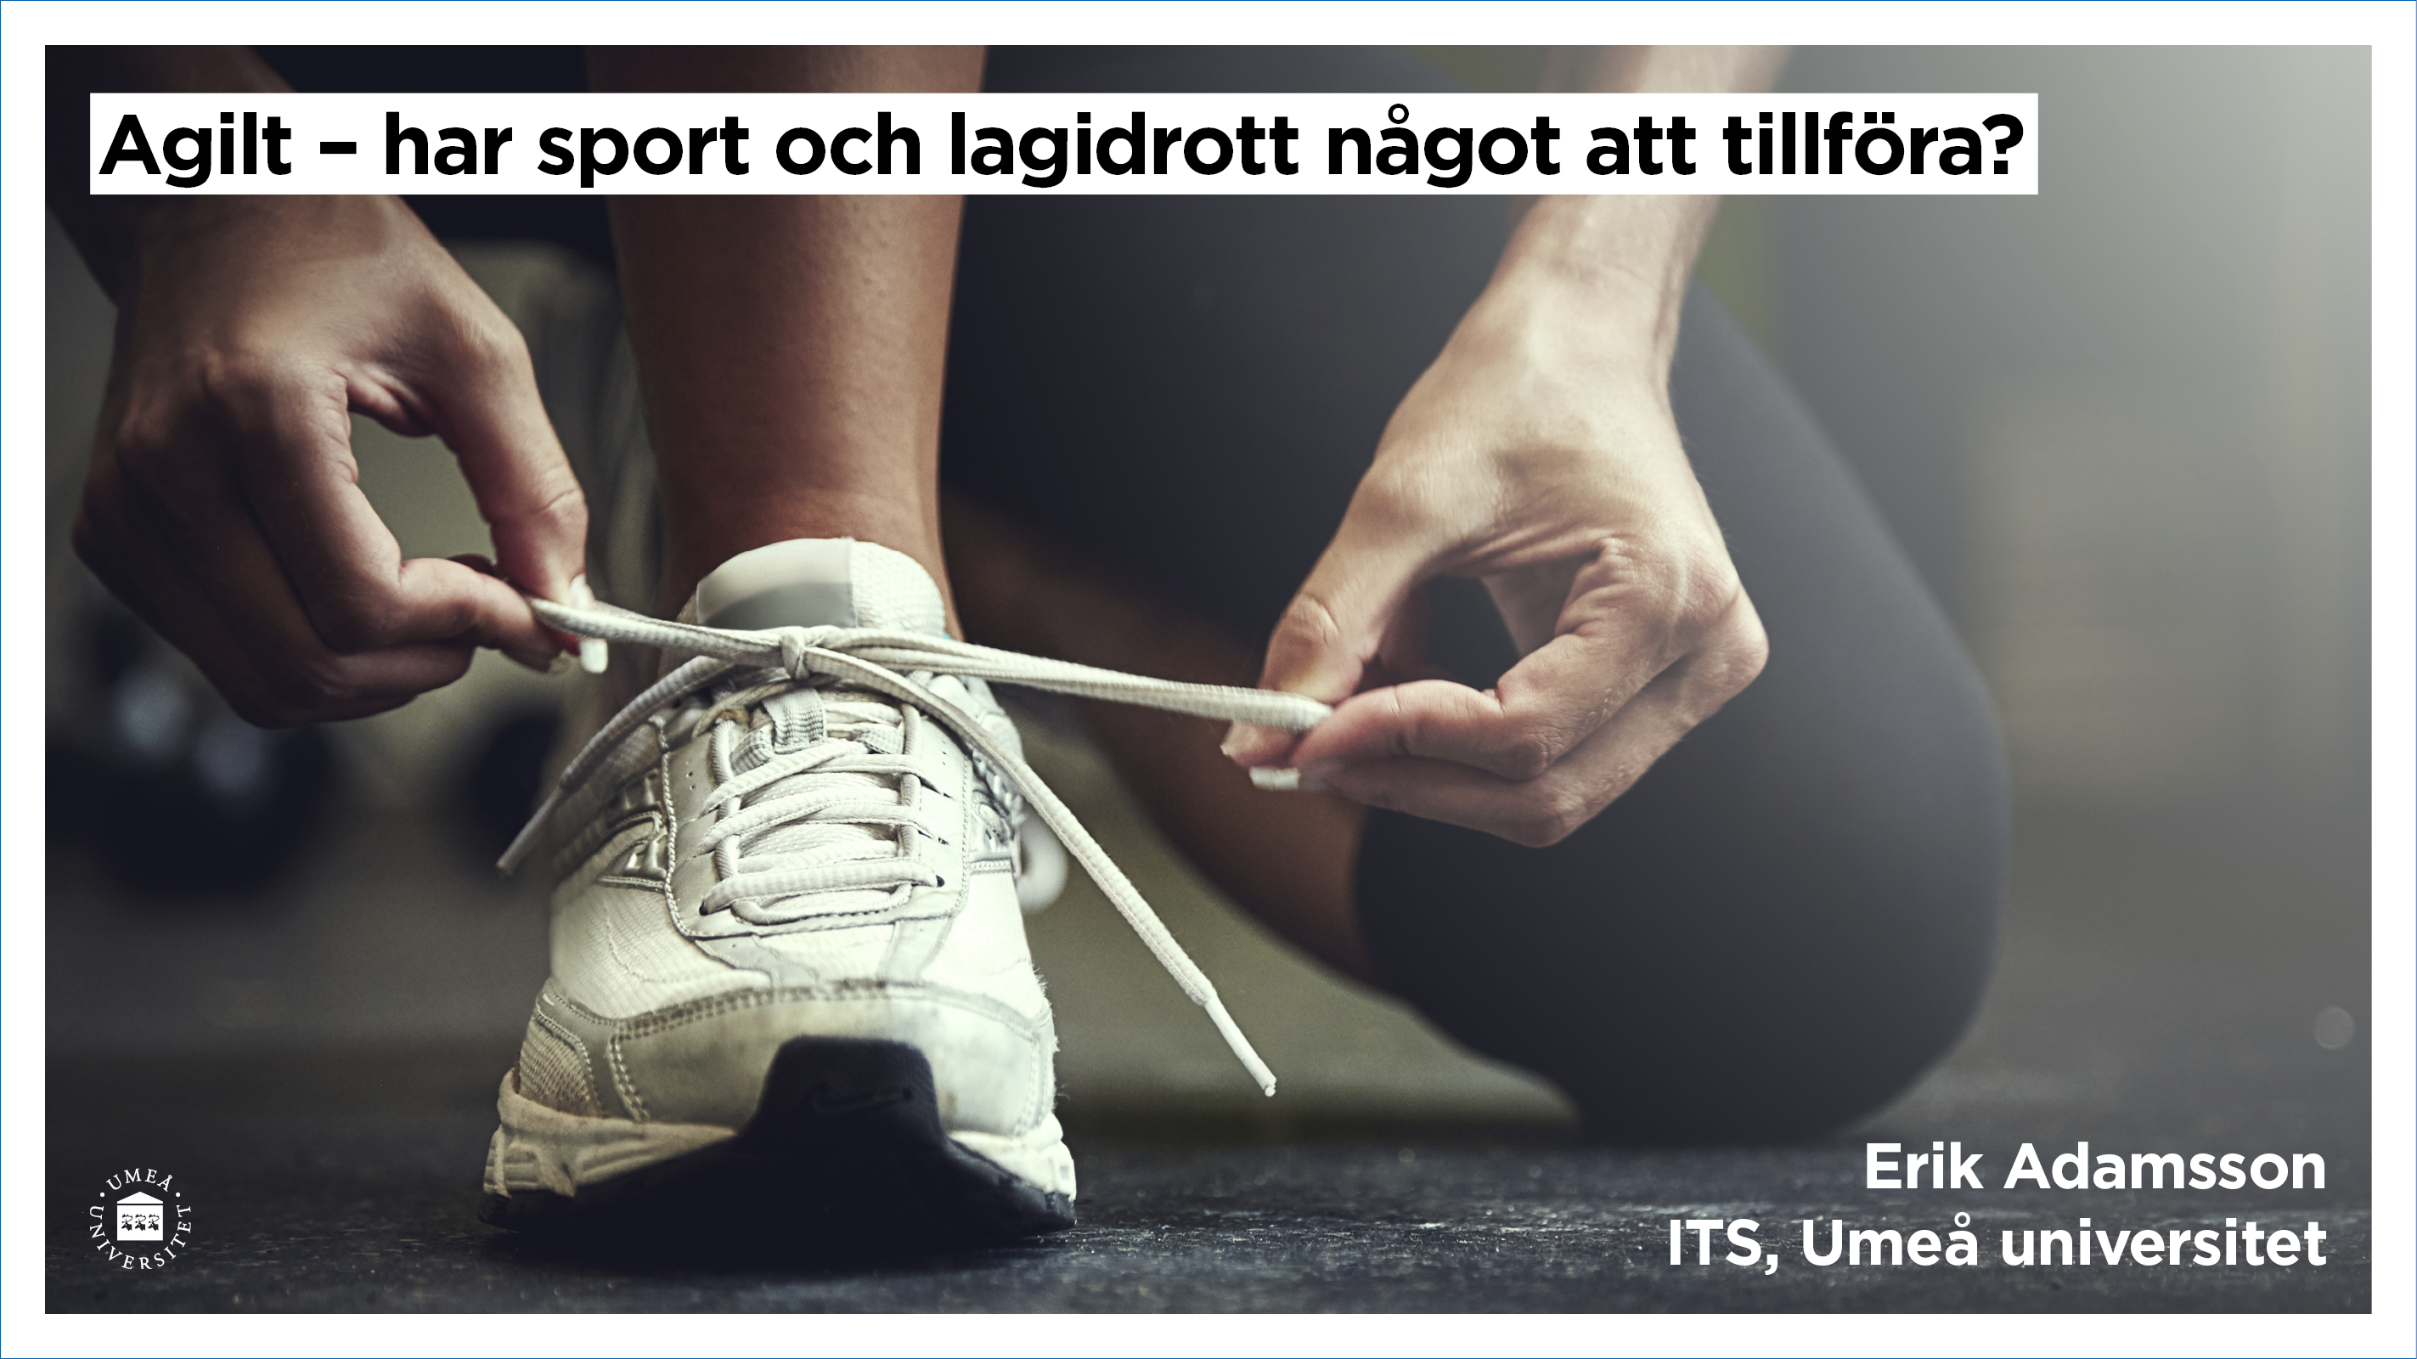 Agilt – har sport och lagidrott något att tillföra?
Erik Adamsson
ITS, Umeå universitet
UMEÅ
UNIVERSITET